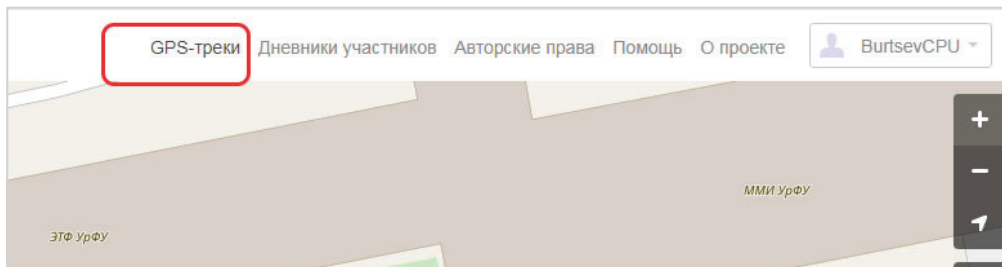 GPS-треки Дневники участников Авторские права Помощь О проекте BurtsevCPU
ММИ УрФУ
ЭТФ УрФУ